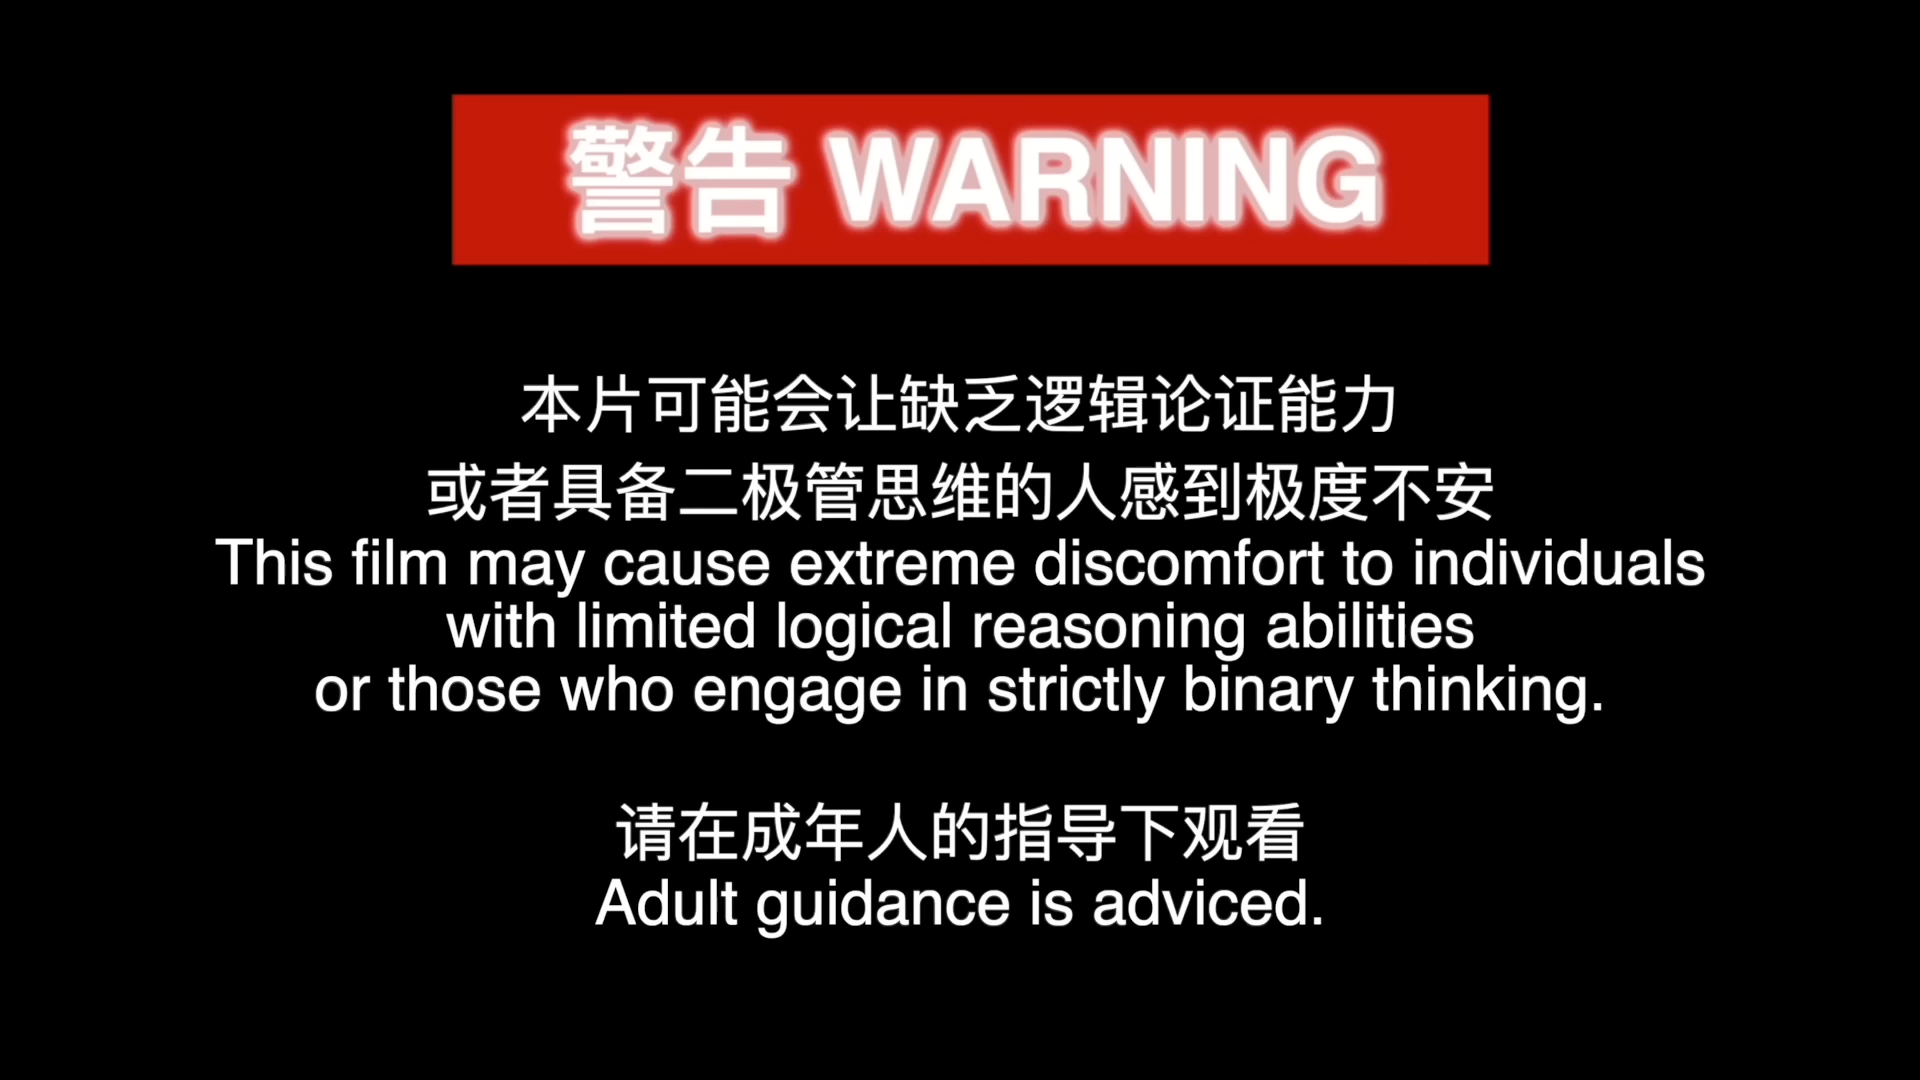 警告 WARNING
本片可能会让缺乏逻辑论证能力
或者具备二极管思维的人感到极度不安
This film may cause extreme discomfort to individuals
with limited logical reasoning abilities
or those who engage in strictly binary thinking.
请在成年人的指导下观看
Adult guidance is adviced.